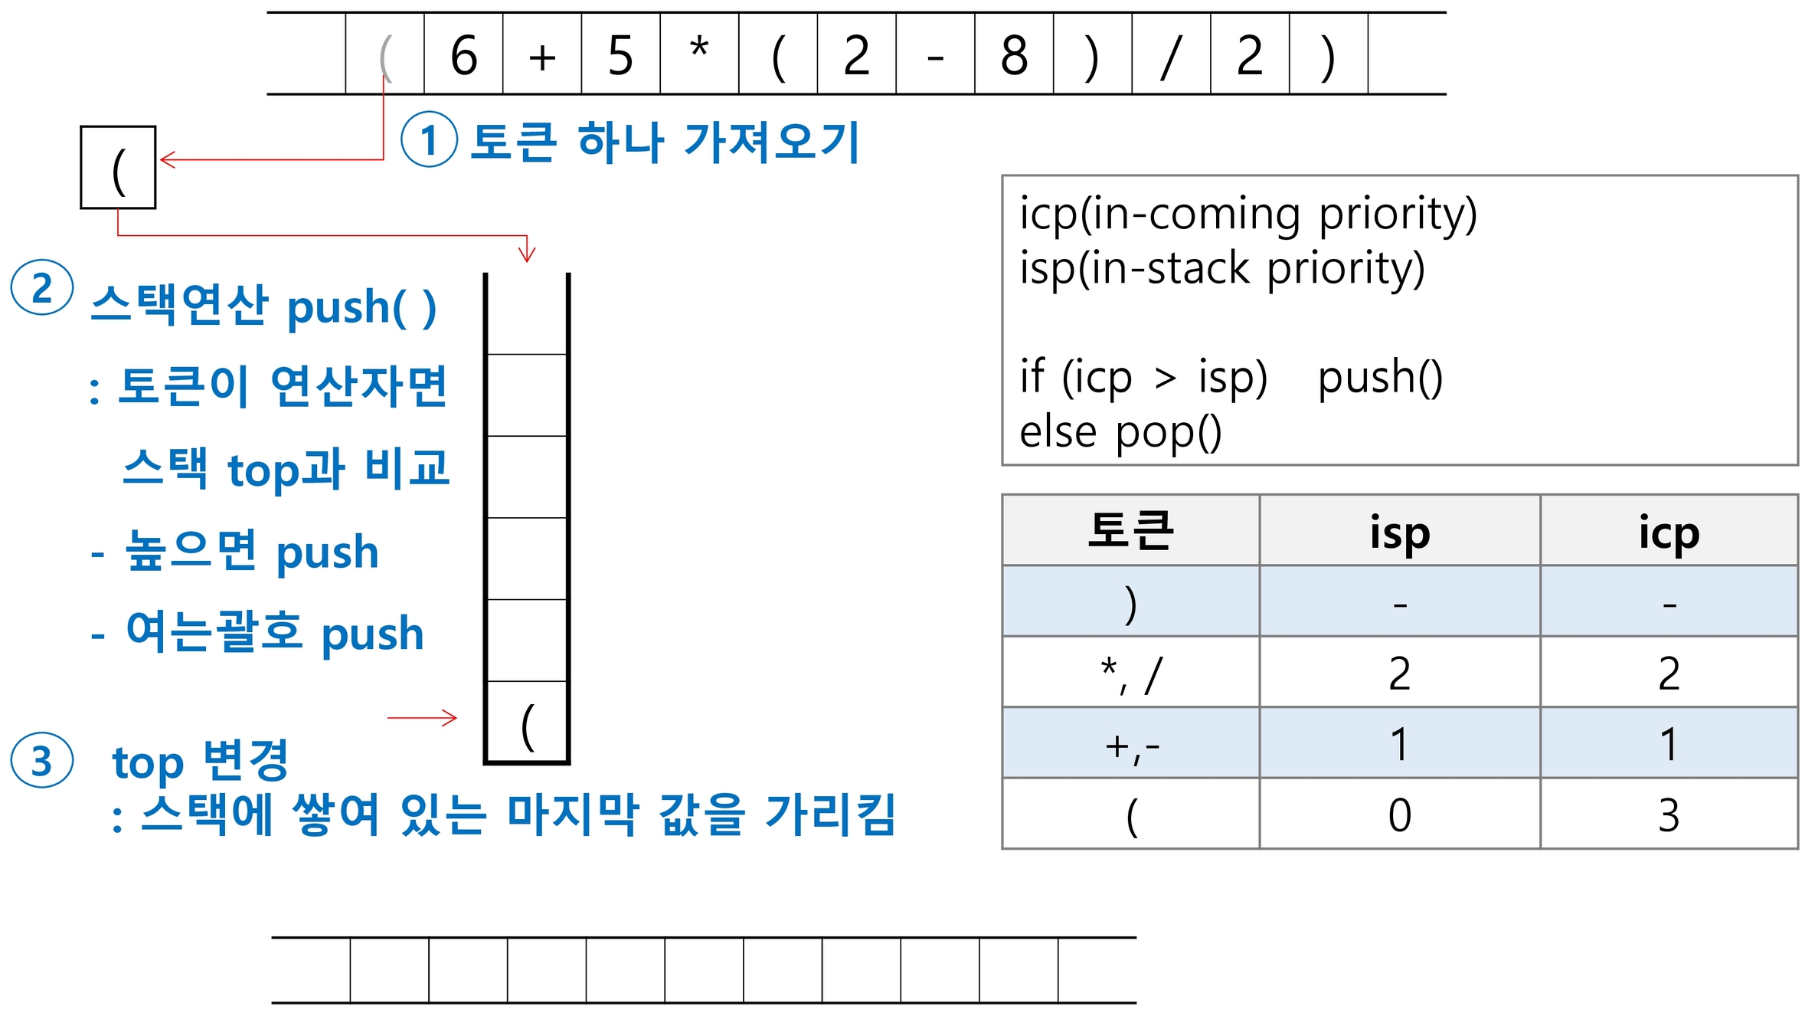 ( 6 + 5 * ( 2 - 8 ) / 2 )
① 토큰 하나 가져오기
(
② 스택연산 push( )
: 토큰이 연산자면
스택 top과 비교
- 높으면 push
- 여는괄호 push
(
③ top 변경
: 스택에 쌓여 있는 마지막 값을 가리킴
icp(in-coming priority)
isp(in-stack priority)
if (icp > isp) push()
else pop()
토큰 isp icp
) - -
*, / 2 2
+,- 1 1
( 0 3